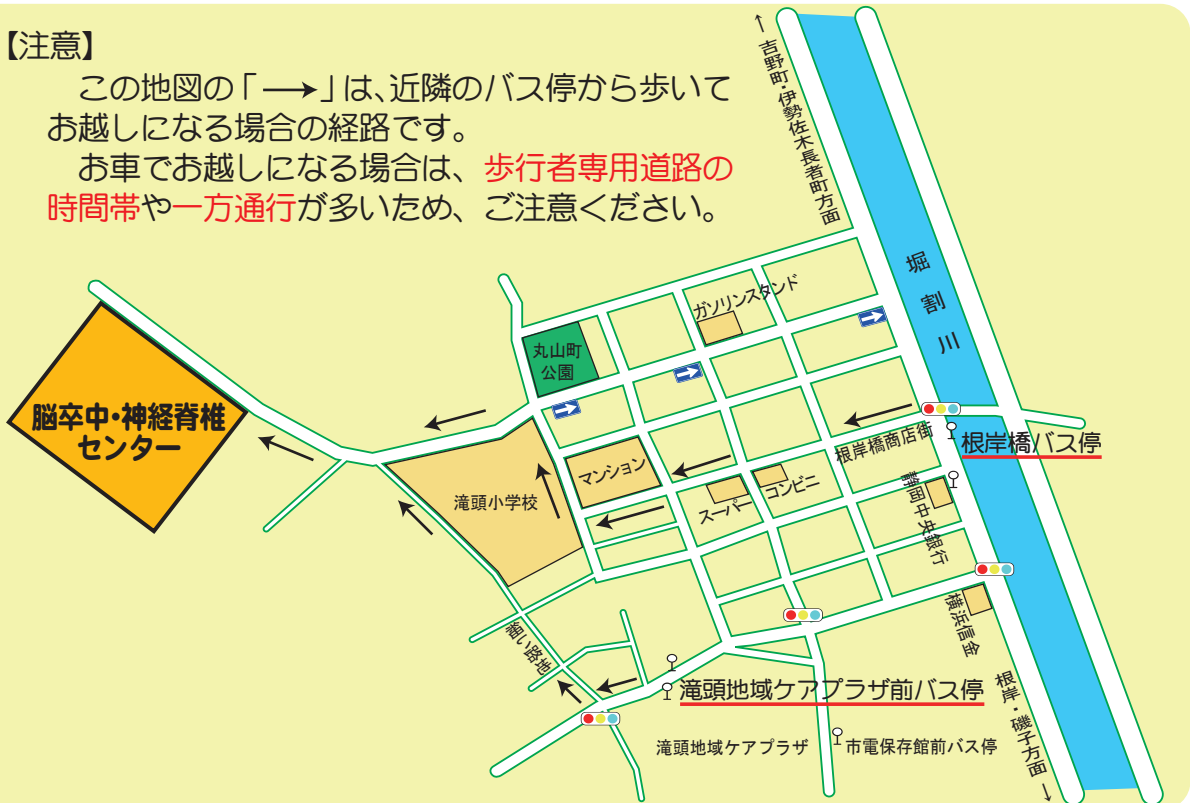 【注意】
この地図の「→」は、近隣のバス停から歩いて
お越しになる場合の経路です。
お車でお越しになる場合は、歩行者専用道路の
時間帯や一方通行が多いため、ご注意ください。
←吉野町・伊勢佐木長者町方面
堀割川
ガソリンスタンド
丸山町
公園
脳卒中・神経脊椎
センター
根岸橋商店街
根岸橋バス停
マンション
コンビニ
スーパー
滝頭小学校
静岡中央銀行
横浜信金
細い路地
滝頭地域ケアプラザ前バス停
根岸・磯子方面→
滝頭地域ケアプラザ
市電保存館前バス停